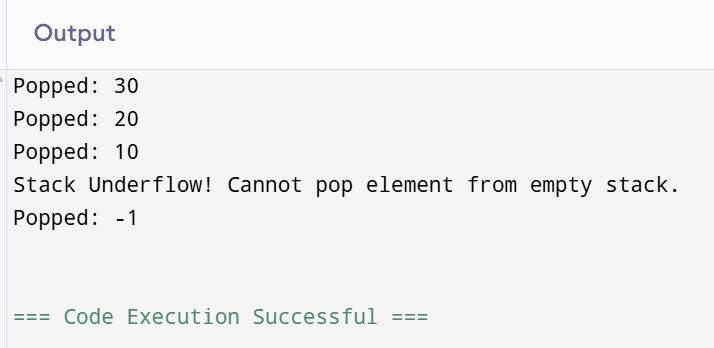 Output
Popped: 30
Popped: 20
Popped: 10
Stack Underflow! Cannot pop element from empty stack.
Popped: -1
=== Code Execution Successful ===